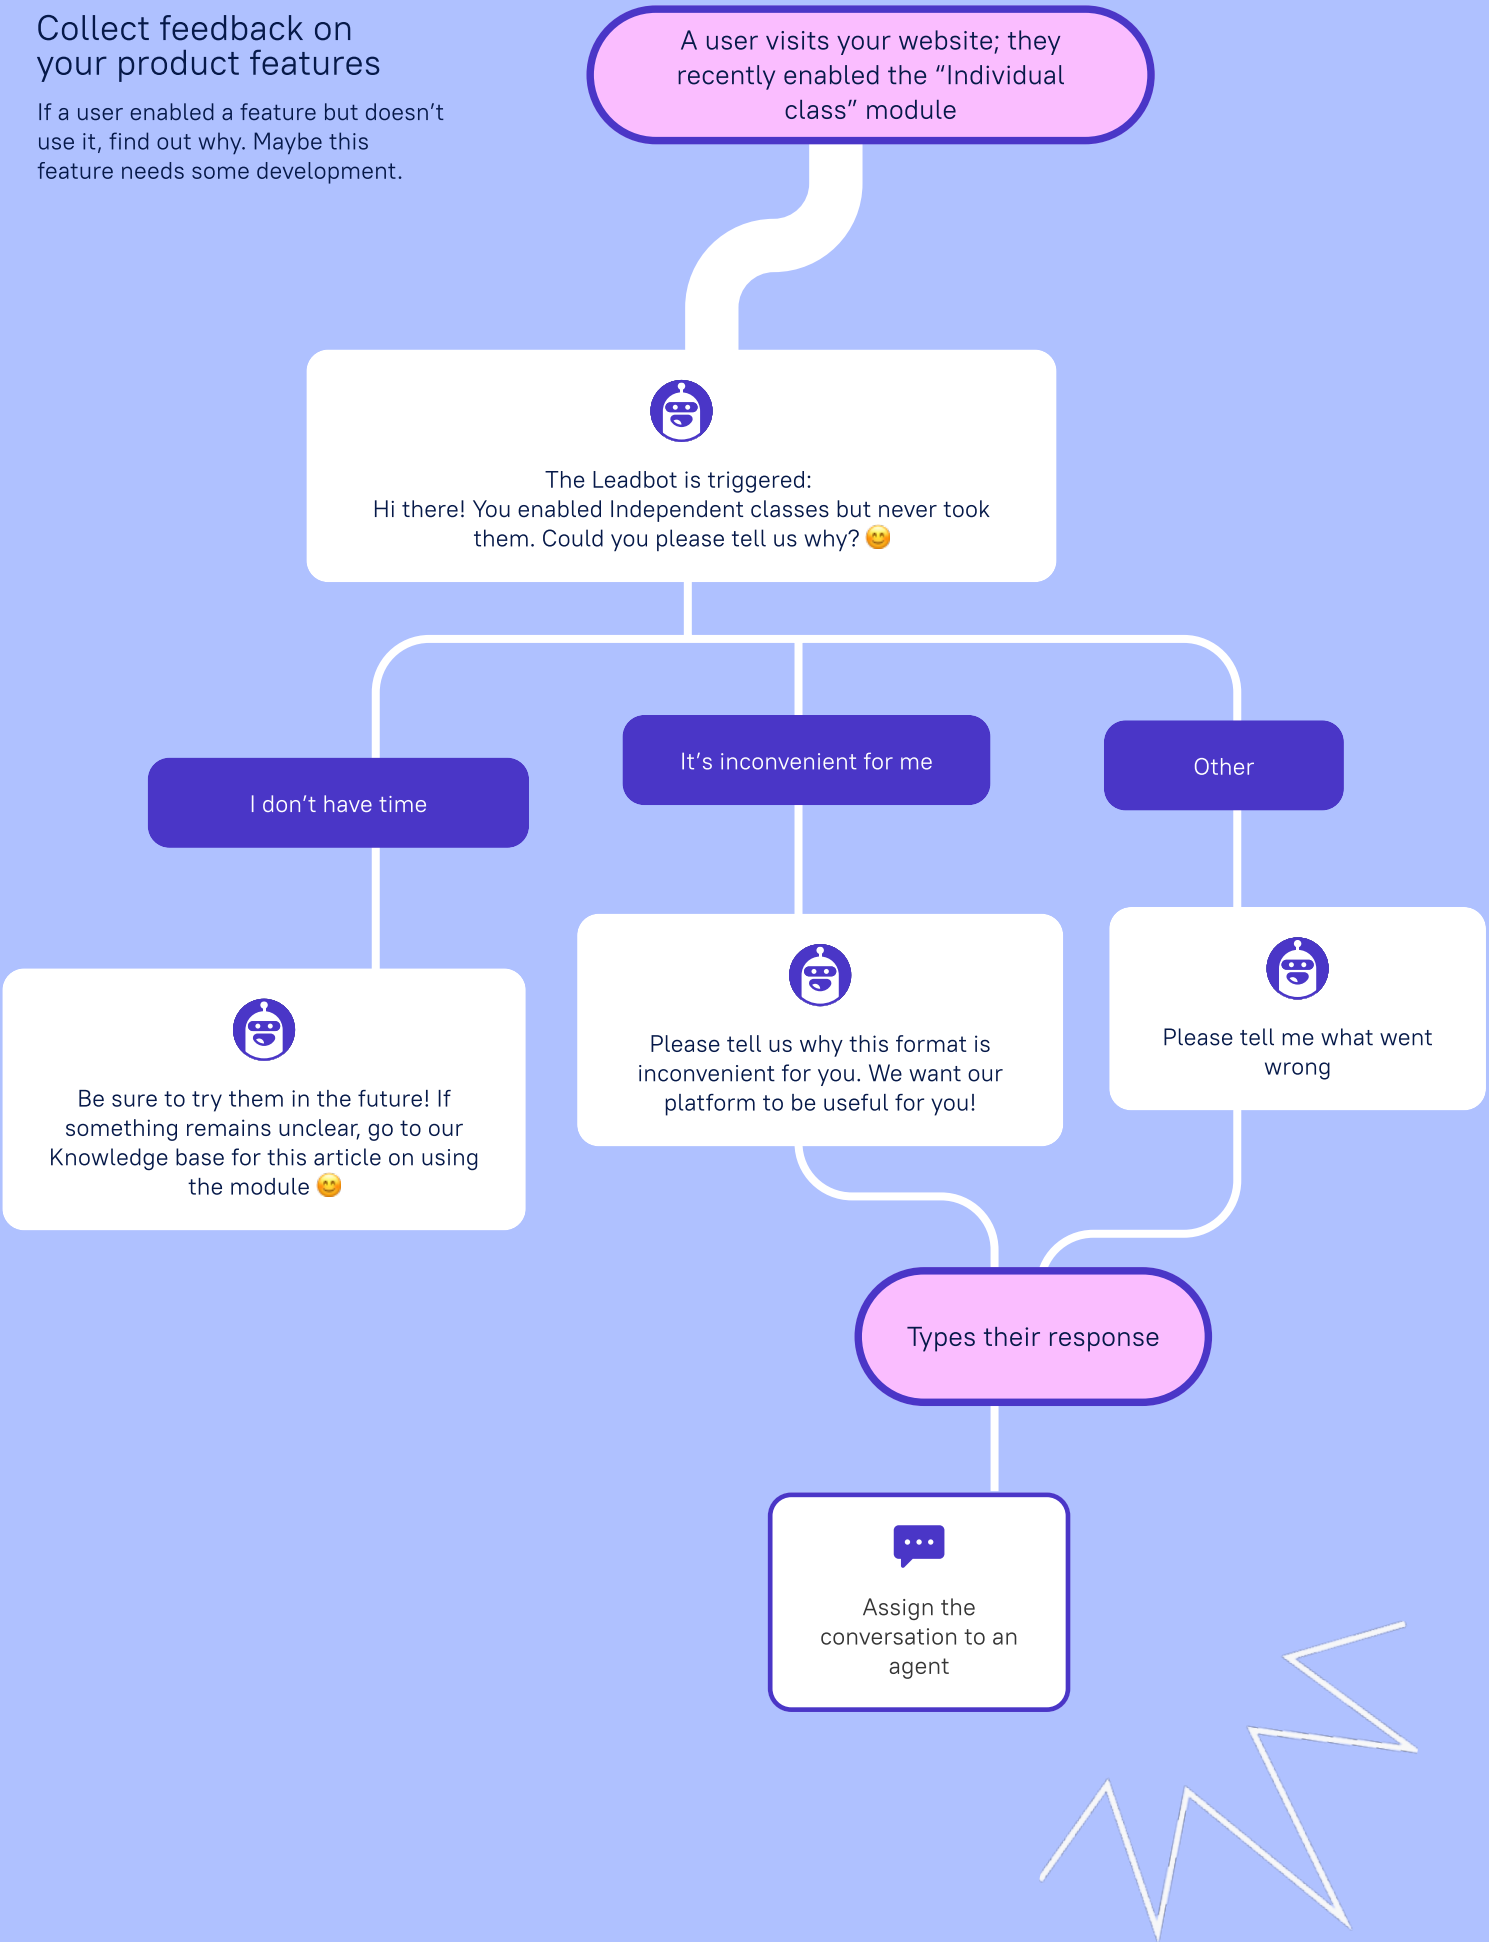 Collect feedback on
your product features
If a user enabled a feature but doesn’t
use it, find out why. Maybe this
feature needs some development.
A user visits your website; they
recently enabled the “Individual
class” module
The Leadbot is triggered:
Hi there! You enabled Independent classes but never took
them. Could you please tell us why? 😊
I don’t have time
It’s inconvenient for me
Other
Be sure to try them in the future! If
something remains unclear, go to our
Knowledge base for this article on using
the module 😊
Please tell us why this format is
inconvenient for you. We want our
platform to be useful for you!
Please tell me what went
wrong
Types their response
Assign the
conversation to an
agent